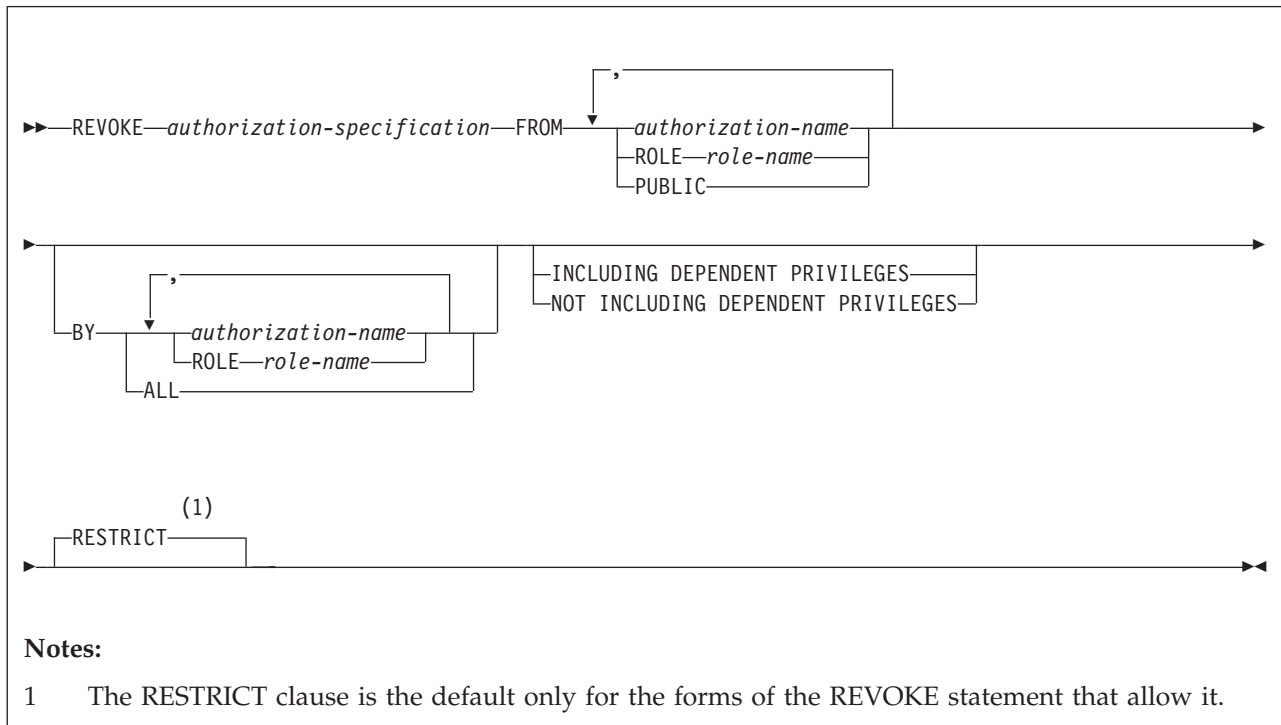 ,
REVOKE authorization-specification FROM authorization-name
ROLE role-name
PUBLIC
INCLUDING DEPENDENT PRIVILEGES
NOT INCLUDING DEPENDENT PRIVILEGES
,
BY authorization-name
ROLE role-name
ALL
(1)
RESTRICT
Notes:
1 The RESTRICT clause is the default only for the forms of the REVOKE statement that allow it.